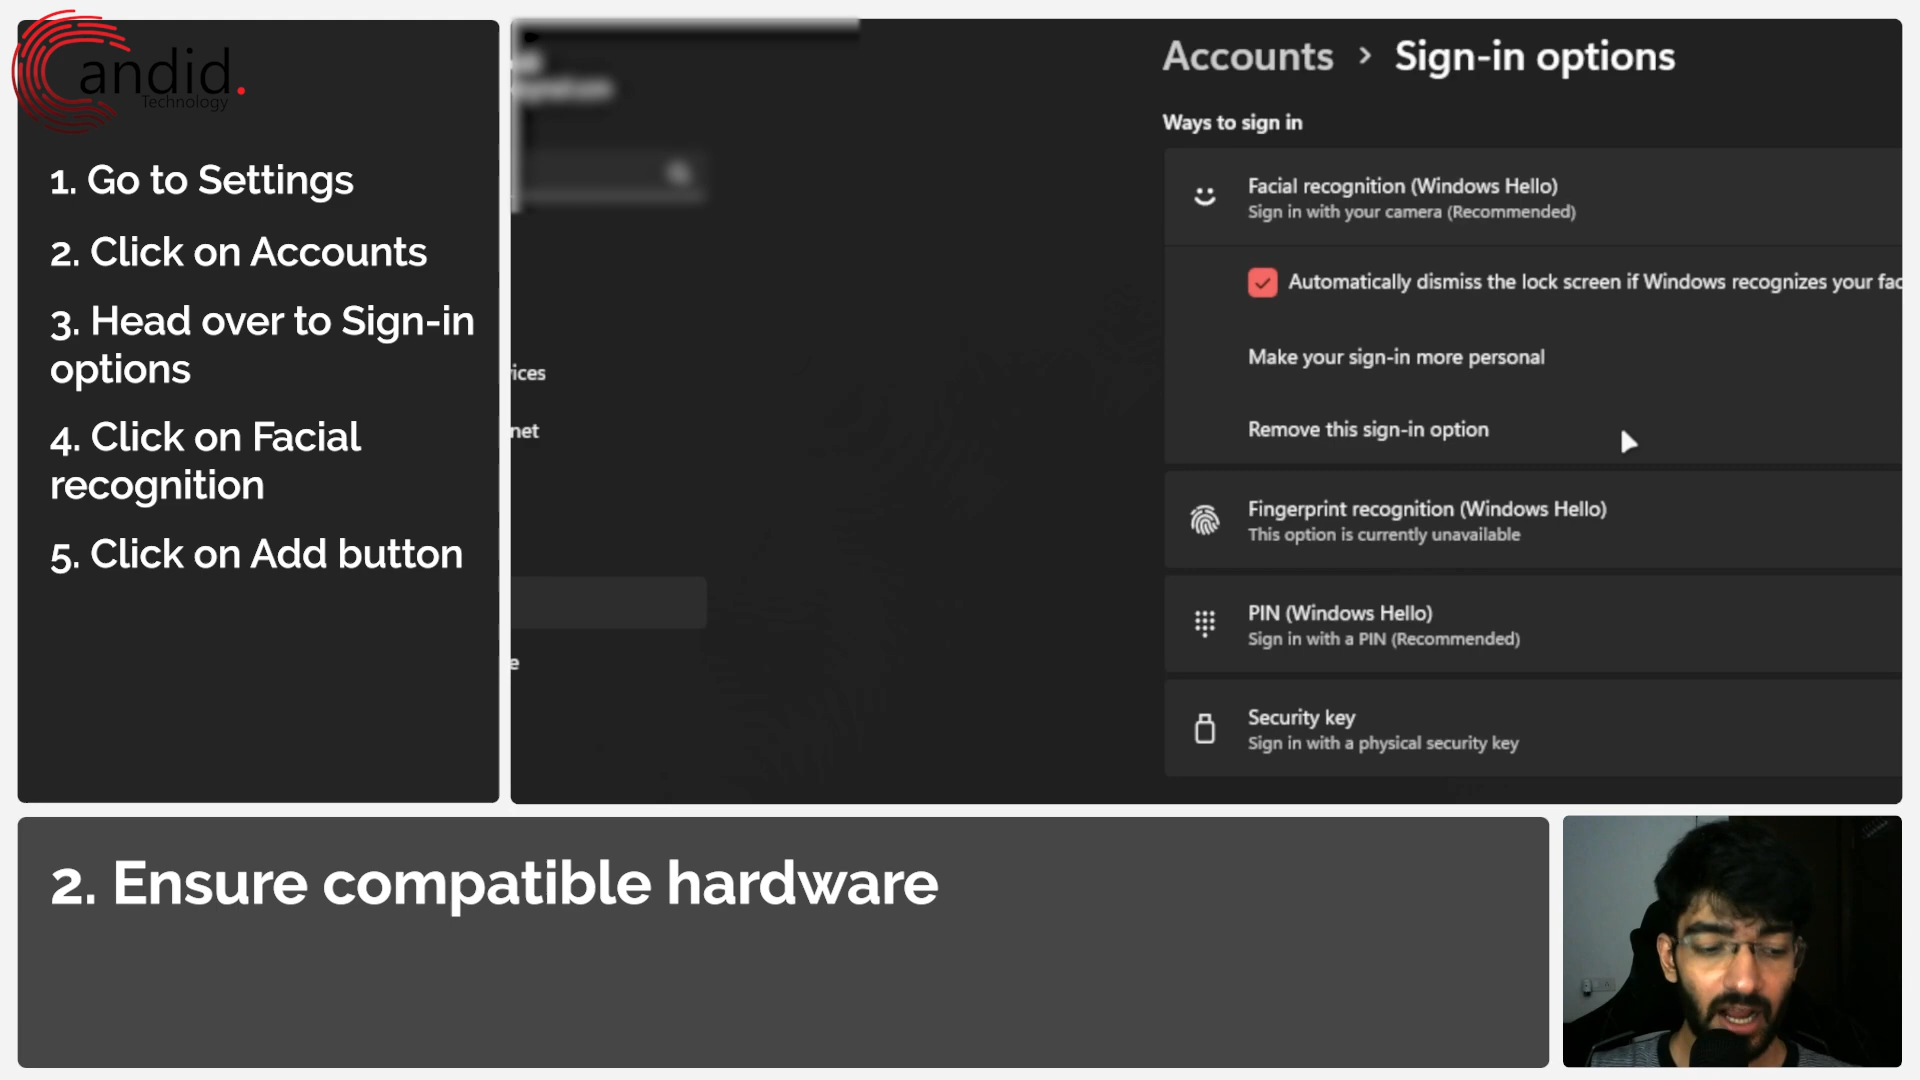 andid.
Technology
1. Go to Settings
2. Click on Accounts
3. Head over to Sign-in
options
4. Click on Facial
recognition
5. Click on Add button
ices
net
e
Accounts > Sign-in options
Ways to sign in
Facial recognition (Windows Hello)
Sign in with your camera (Recommended)
Automatically dismiss the lock screen if Windows recognizes your fac
Make your sign-in more personal
Remove this sign-in option
Fingerprint recognition (Windows Hello)
This option is currently unavailable
PIN (Windows Hello)
Sign in with a PIN (Recommended)
Security key
Sign in with a physical security key
2. Ensure compatible hardware